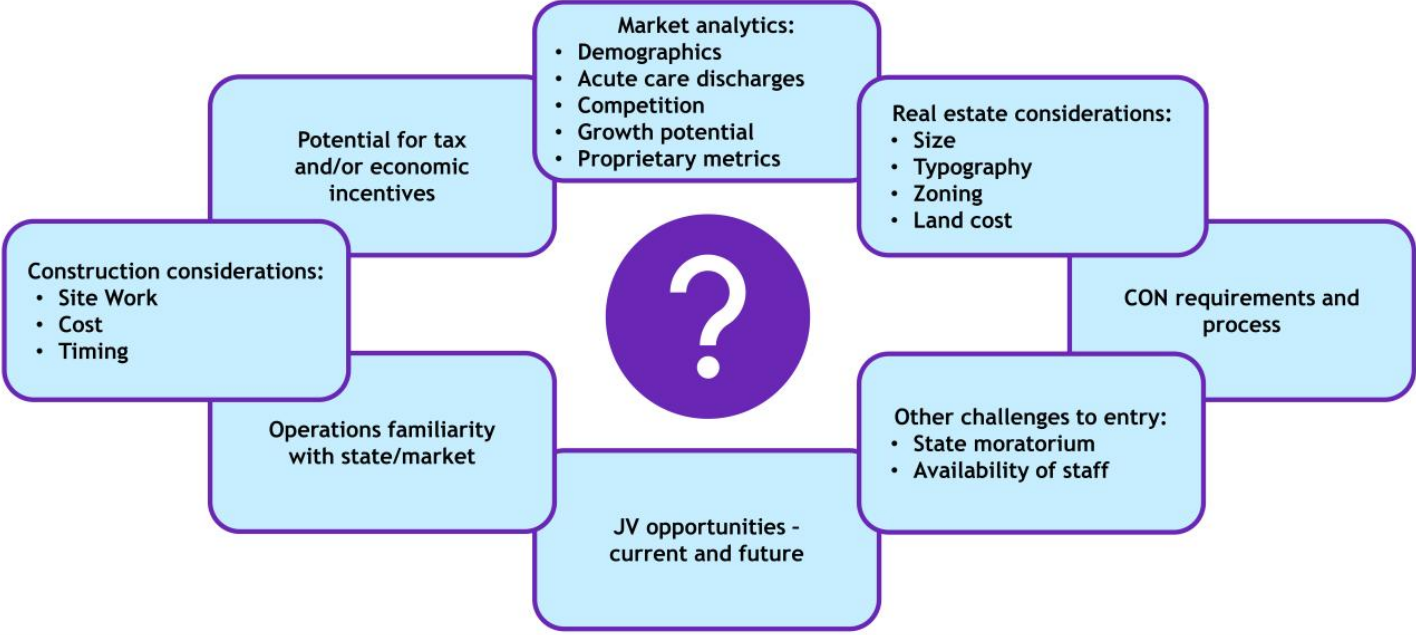 Market analytics:
• Demographics
• Acute care discharges
• Competition
• Growth potential
• Proprietary metrics
Real estate considerations:
• Size
• Typography
• Zoning
• Land cost
CON requirements and
process
Other challenges to entry:
• State moratorium
• Availability of staff
JV opportunities –
current and future
Operations familiarity
with state/market
Construction considerations:
• Site Work
• Cost
• Timing
Potential for tax
and/or economic
incentives
?